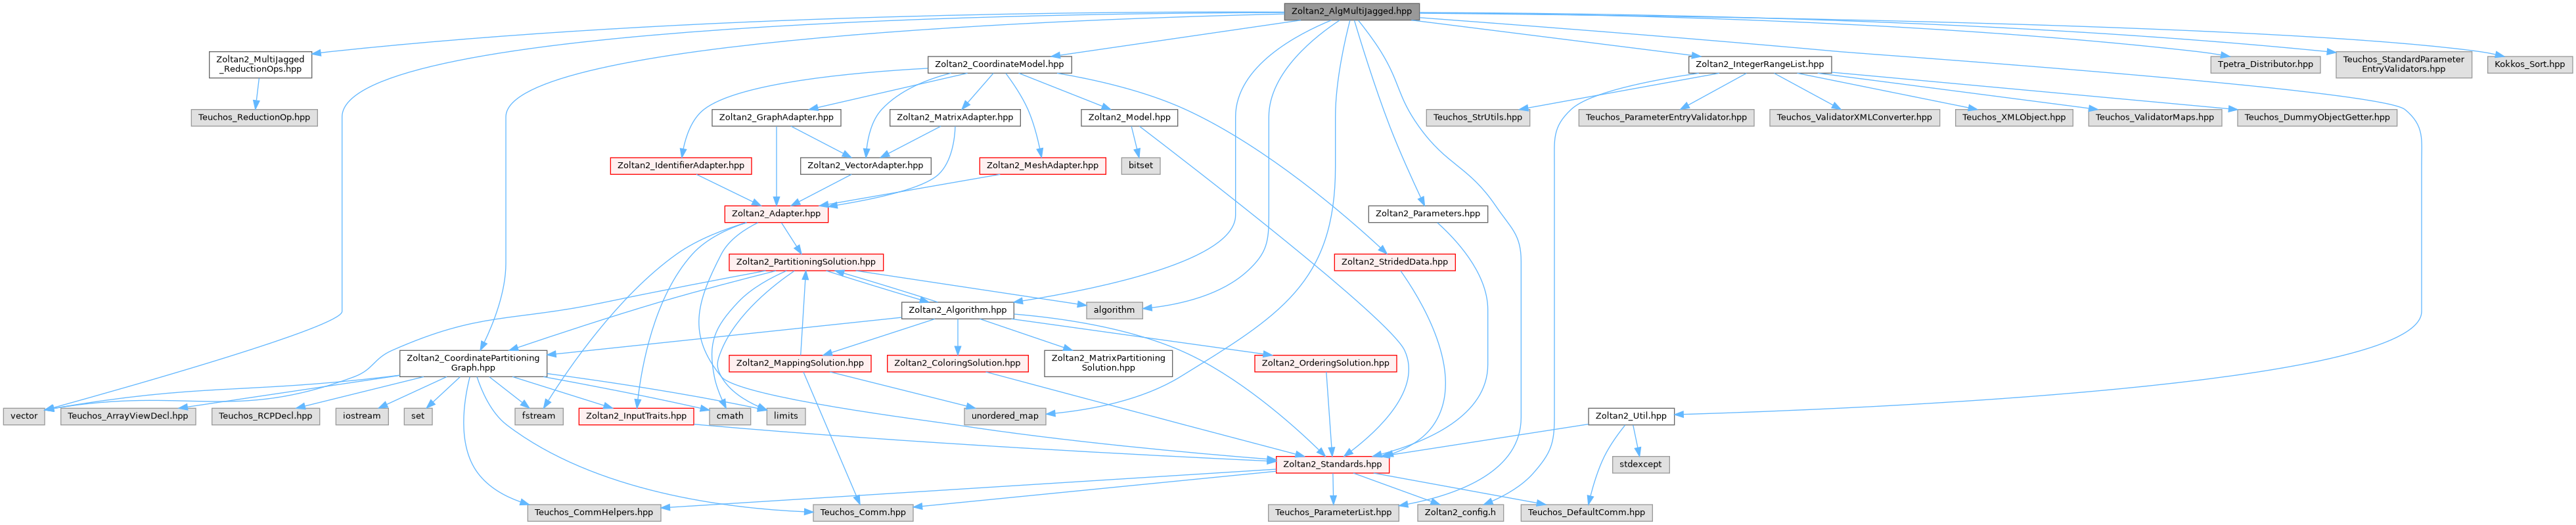 Zoltan2_AlgMultiJagged.hpp
Zoltan2_MultiJagged
_ReductionOps.hpp
Zoltan2_CoordinateModel.hpp
Zoltan2_IntegerRangeList.hpp
Tpetra_Distributor.hpp
Teuchos_StandardParameter
EntryValidators.hpp
Kokkos_Sort.hpp
Teuchos_ReductionOp.hpp
Zoltan2_GraphAdapter.hpp
Zoltan2_MatrixAdapter.hpp
Zoltan2_Model.hpp
Teuchos_StrUtils.hpp
Teuchos_ParameterEntryValidator.hpp
Teuchos_ValidatorXMLConverter.hpp
Teuchos_XMLObject.hpp
Teuchos_ValidatorMaps.hpp
Teuchos_DummyObjectGetter.hpp
Zoltan2_IdentifierAdapter.hpp
Zoltan2_VectorAdapter.hpp
Zoltan2_MeshAdapter.hpp
bitset
Zoltan2_Adapter.hpp
Zoltan2_Parameters.hpp
Zoltan2_PartitioningSolution.hpp
Zoltan2_StridedData.hpp
Zoltan2_Algorithm.hpp
algorithm
Zoltan2_CoordinatePartitioning
Graph.hpp
Zoltan2_MappingSolution.hpp
Zoltan2_ColoringSolution.hpp
Zoltan2_MatrixPartitioning
Solution.hpp
Zoltan2_OrderingSolution.hpp
vector
Teuchos_ArrayViewDecl.hpp
Teuchos_RCPDecl.hpp
iostream
set
fstream
Zoltan2_InputTraits.hpp
cmath
limits
unordered_map
Zoltan2_Util.hpp
Zoltan2_Standards.hpp
stdexcept
Teuchos_CommHelpers.hpp
Teuchos_Comm.hpp
Teuchos_ParameterList.hpp
Zoltan2_config.h
Teuchos_DefaultComm.hpp